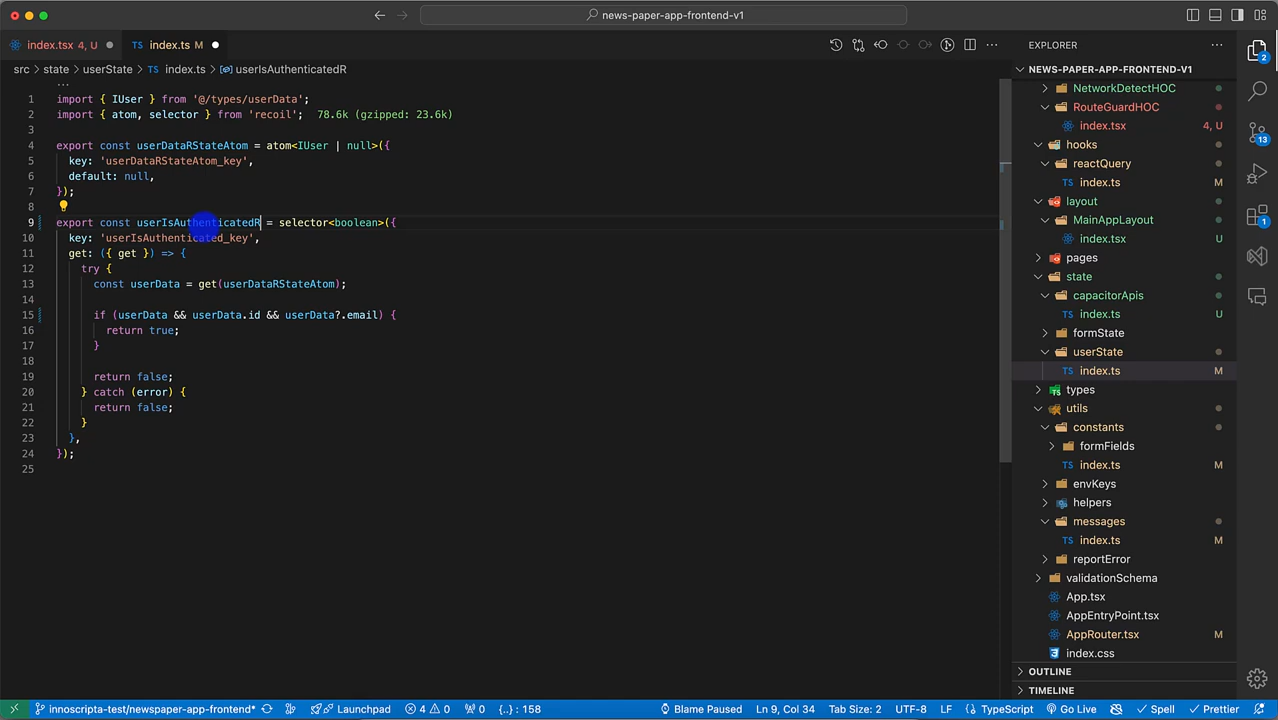 news-paper-app-frontend-v1
index.tsx 4, U
index.ts M
EXPLORER
src > state > userState > TS index.ts > userIsAuthenticatedR
NEWS-PAPER-APP-FRONTEND-V1
...
1 import { IUser } from '@/types/userData';
2 import { atom, selector } from 'recoil'; 78.6k (gzipped: 23.6k)
3
4 export const userDataRStateAtom = atom<IUser | null>({
5 key: 'userDataRStateAtom_key',
6 default: null,
7 });
8
9 export const userIsAuthenticatedR = selector<boolean>({
10 key: 'userIsAuthenticated_key',
11 get: ({ get }) => {
12 try {
13 const userData = get(userDataRStateAtom);
14
15 if (userData && userData.id && userData?.email) {
16 return true;
17 }
18
19 return false;
20 } catch (error) {
21 return false;
22 }
23 },
24 });
25
NetworkDetectHOC
RouteGuardHOC
index.tsx 4, U
hooks
reactQuery
TS index.ts M
layout
MainAppLayout
index.tsx U
pages
state
capacitorApis
TS index.ts U
formState
userState
TS index.ts M
types
utils
constants
formFields
TS index.ts M
envKeys
helpers
messages
TS index.ts M
reportError
validationSchema
App.tsx
AppEntryPoint.tsx
AppRouter.tsx M
index.css
OUTLINE
TIMELINE
2
13
1
innoscripta-test/newspaper-app-frontend* Launchpad 4 0 0 {..} : 158 Blame Paused Ln 9, Col 34 Tab Size: 2 UTF-8 LF {} TypeScript Go Live Spell Prettier